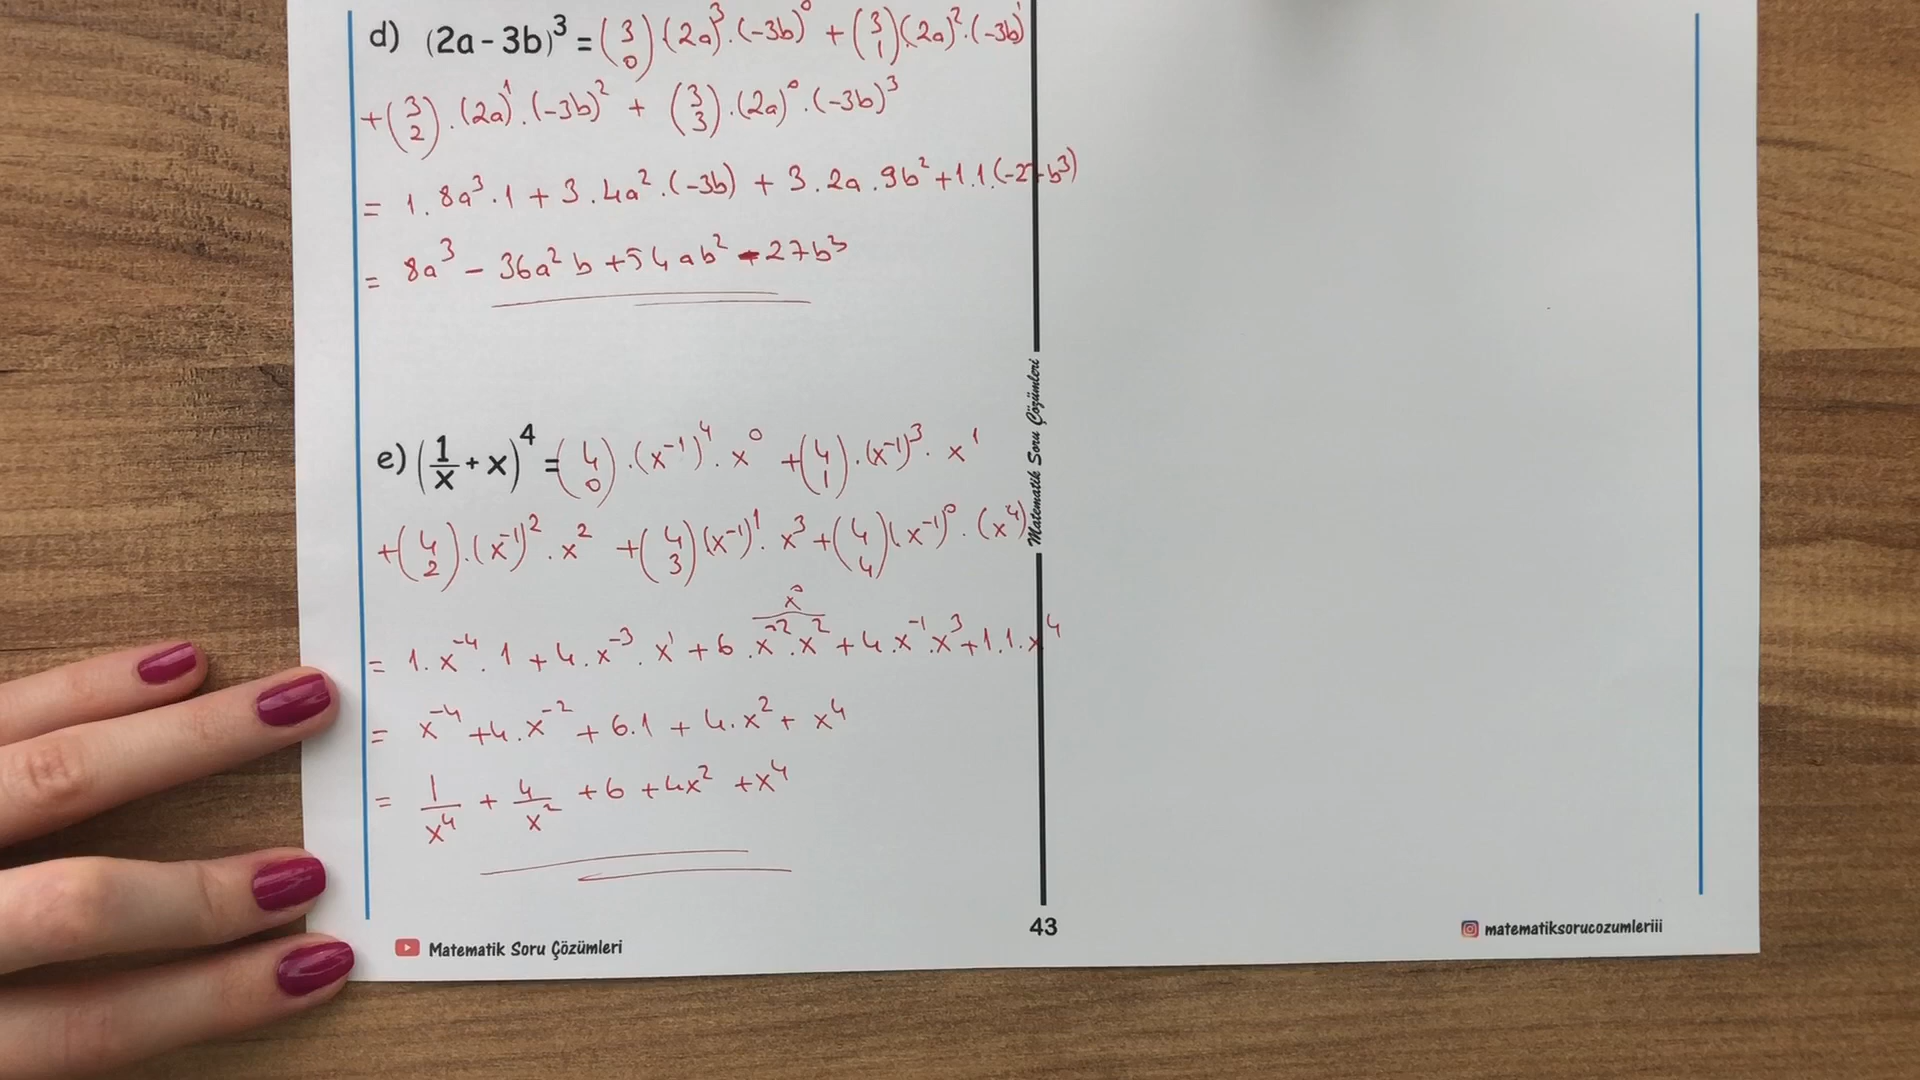 d) (2a - 3b)³ = (3 0) (2a)³ · (-3b)⁰ + (3 1) (2a)² · (-3b)¹
+ (3 2) · (2a)¹ · (-3b)² + (3 3) · (2a)⁰ · (-3b)³
= 1 · 8a³ · 1 + 3 · 4a² · (-3b) + 3 · 2a · 9b² + 1 · 1 · (-27b³)
= 8a³ - 36a²b + 54ab² - 27b³
e) (1/x + x)⁴ = (4 0) · (x⁻¹)⁴ · x⁰ + (4 1) · (x⁻¹)³ · x¹
+ (4 2) · (x⁻¹)² · x² + (4 3) (x⁻¹)¹ · x³ + (4 4) (x⁻¹)⁰ · (x⁴)
x⁰
= 1 · x⁻⁴ · 1 + 4 · x⁻³ · x¹ + 6 · x⁻² · x² + 4 · x⁻¹ · x³ + 1 · 1 · x⁴
= x⁻⁴ + 4 · x⁻² + 6 · 1 + 4 · x² + x⁴
= 1/x⁴ + 4/x² + 6 + 4x² + x⁴
Matematik Soru Çözümleri
Matematik Soru Çözümleri
43
matematiksorucozumleriii